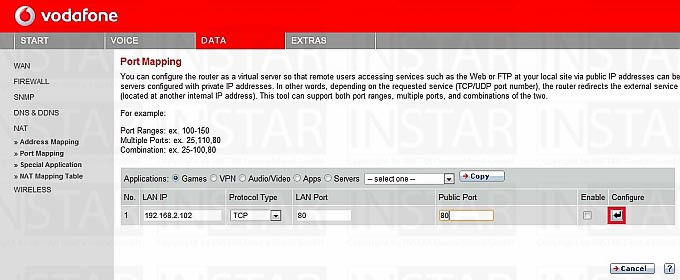 vodafone
START VOICE DATA EXTRAS
Port Mapping
WAN
You can configure the router as a virtual server so that remote users accessing services such as the Web or FTP at your local site via public IP addresses can be
FIREWALL
servers configured with private IP addresses. In other words, depending on the requested service (TCP/UDP port number), the router redirects the external service
SNMP
(located at another internal IP address). This tool can support both port ranges, multiple ports, and combinations of the two.
DNS & DDNS
For example:
NAT
Port Ranges: ex. 100-150
» Address Mapping
Multiple Ports: ex. 25,110,80
» Port Mapping
Combination: ex. 25-100,80
» Special Application
» NAT Mapping Table
Applications: Games VPN Audio/Video Apps Servers -- select one -- Copy
WIRELESS
No. LAN IP Protocol Type LAN Port Public Port Enable Configure
1 192.168.2.102 TCP 80 80
Cancel ?
INSTAR